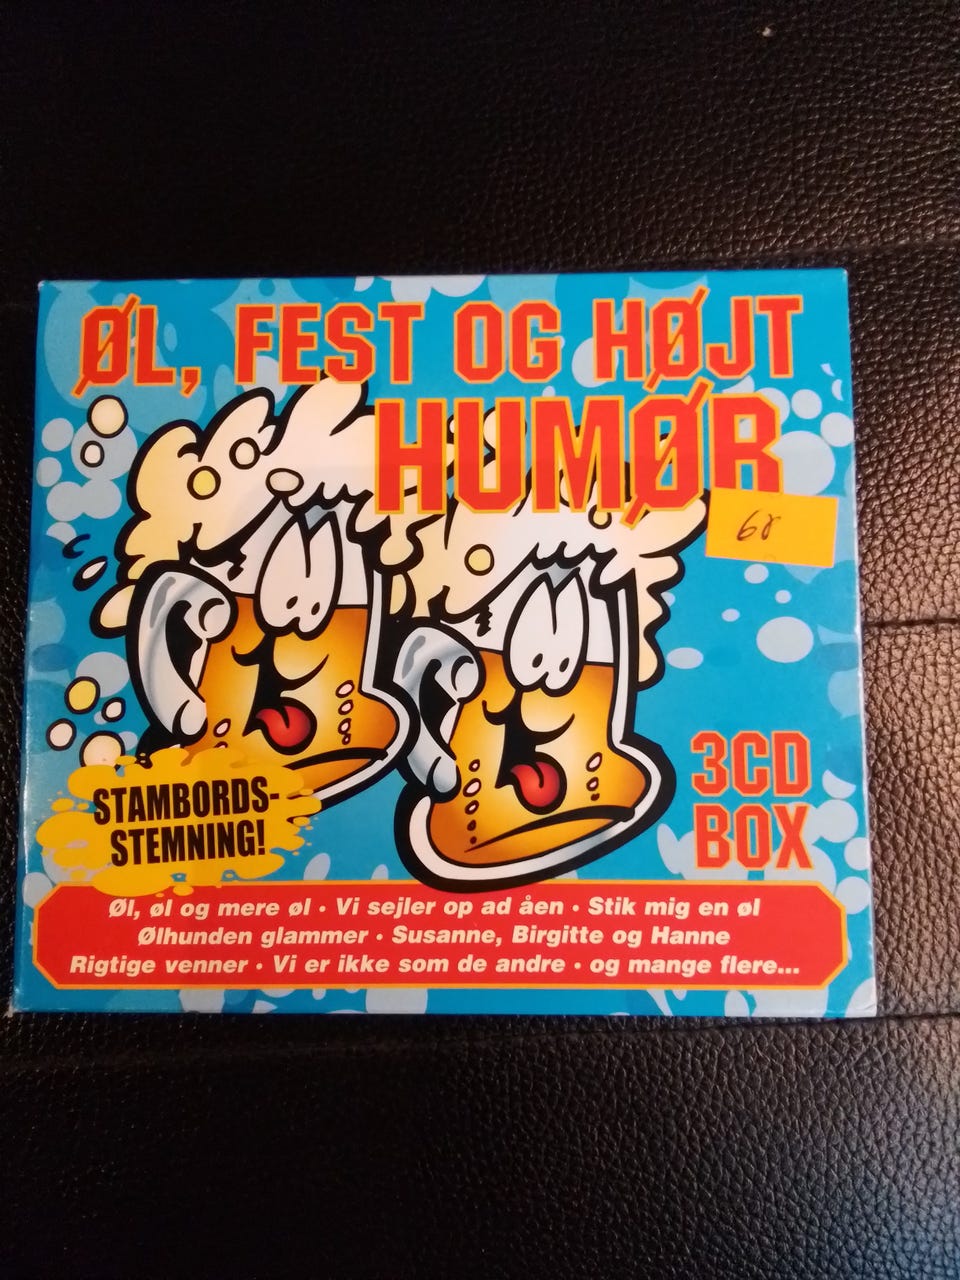 ØL, FEST OG HØJT
HUMØR
3CD
BOX
STAMBORDS-
STEMNING!
Øl, øl og mere øl • Vi sejler op ad åen • Stik mig en øl
Ølhunden glammer • Susanne, Birgitte og Hanne
Rigtige venner • Vi er ikke som de andre • og mange flere...